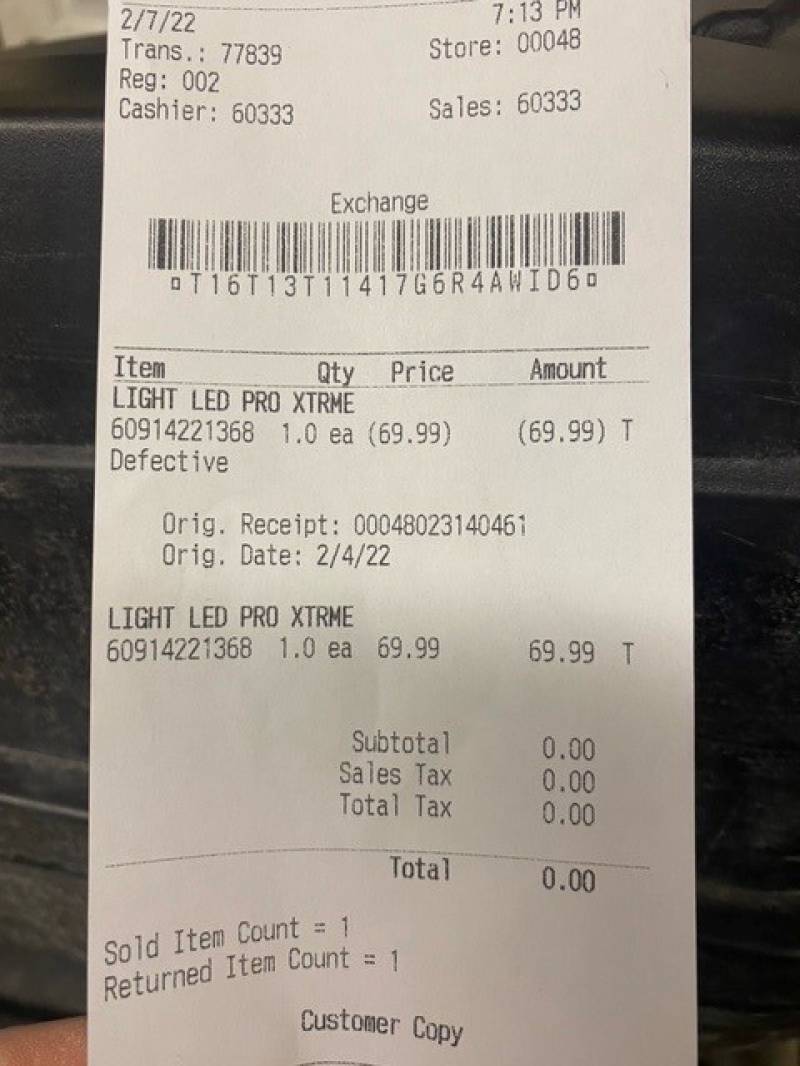 2/7/22 7:13 PM
Trans.: 77839 Store: 00048
Reg: 002
Cashier: 60333 Sales: 60333
Exchange
¤T16T13T11417G6R4AWID6¤
Item Qty Price Amount
LIGHT LED PRO XTRME
60914221368 1.0 ea (69.99) (69.99) T
Defective
Orig. Receipt: 00048023140461
Orig. Date: 2/4/22
LIGHT LED PRO XTRME
60914221368 1.0 ea 69.99 69.99 T
Subtotal 0.00
Sales Tax 0.00
Total Tax 0.00
Total 0.00
Sold Item Count = 1
Returned Item Count = 1
Customer Copy